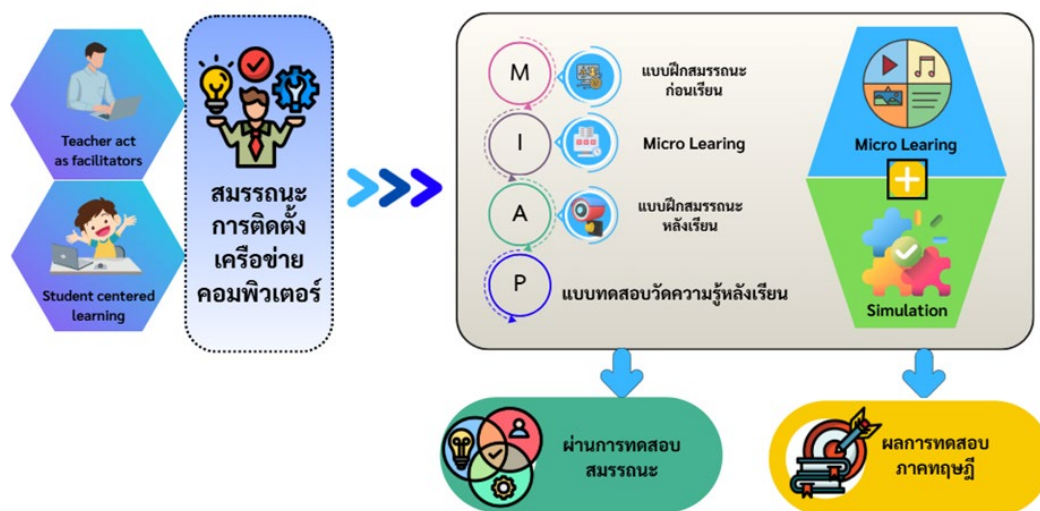 Teacher act
as facilitators
Student centered
learning
สมรรถนะ
การติดตั้ง
เครือข่าย
คอมพิวเตอร์
M
แบบฝึกสมรรถนะ
ก่อนเรียน
I
Micro Learing
A
แบบฝึกสมรรถนะ
หลังเรียน
P
แบบทดสอบวัดความรู้หลังเรียน
Micro Learing
Simulation
ผ่านการทดสอบ
สมรรถนะ
ผลการทดสอบ
ภาคทฤษฎี